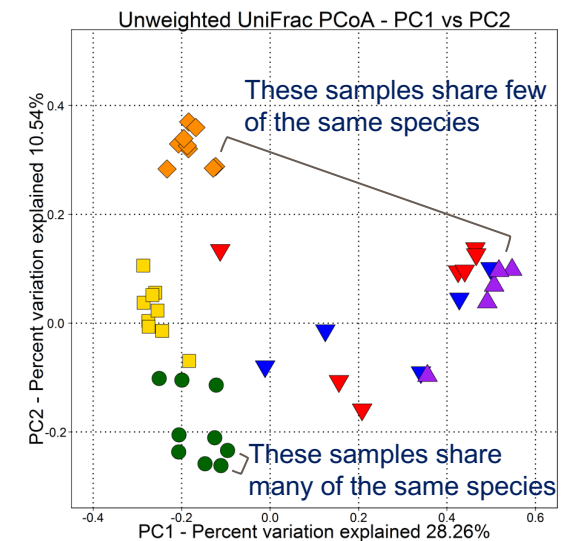 Unweighted UniFrac PCoA - PC1 vs PC2
These samples share few
of the same species
0.4
0.2
0.0
-0.2
PC2 - Percent variation explained 10.54%
These samples share
many of the same species
-0.4
-0.2
0.0
0.2
0.4
0.6
PC1 - Percent variation explained 28.26%